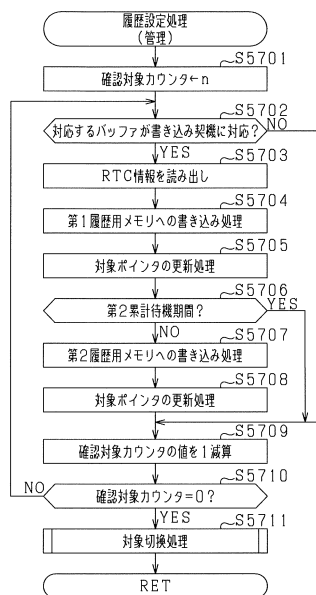 履歴設定処理
(管理)
S5701
確認対象カウンタ←n
S5702
対応するバッファが書き込み契機に対応?
NO
YES
S5703
RTC情報を読み出し
S5704
第1履歴用メモリへの書き込み処理
S5705
対象ポインタの更新処理
S5706
第2累計待機期間?
YES
NO
S5707
第2履歴用メモリへの書き込み処理
S5708
対象ポインタの更新処理
S5709
確認対象カウンタの値を1減算
S5710
NO
確認対象カウンタ=0?
YES
S5711
対象切換処理
RET